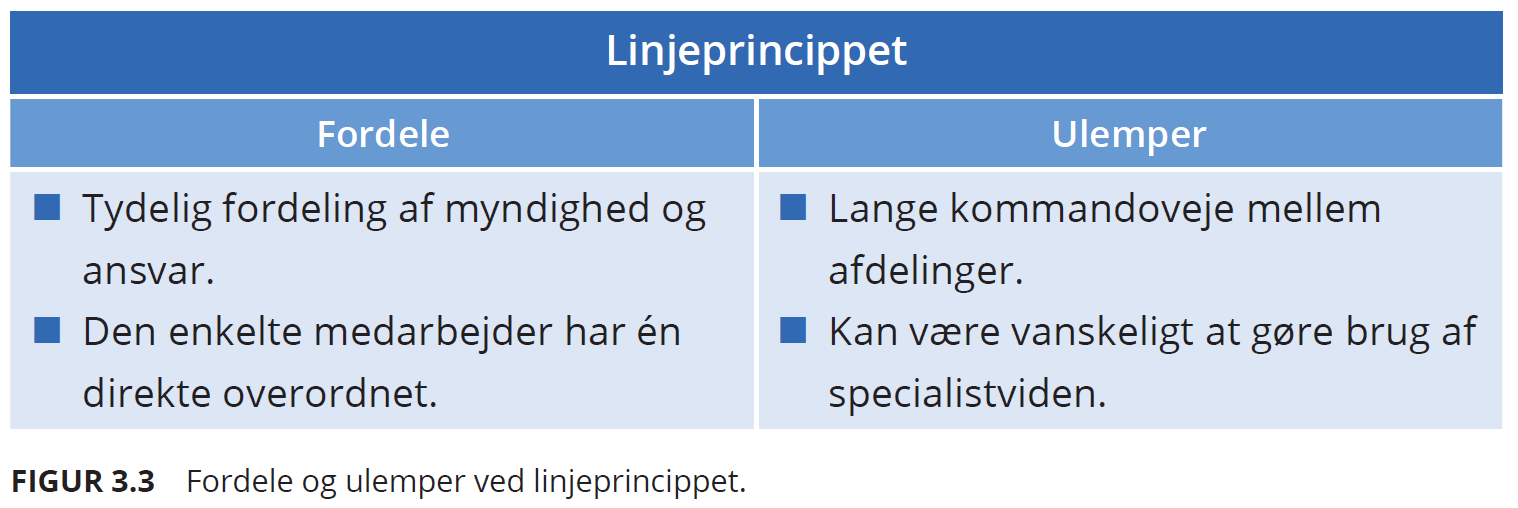 Linjeprincippet
Fordele
Ulemper
Tydelig fordeling af myndighed og
ansvar.
Den enkelte medarbejder har én
direkte overordnet.
Lange kommandoveje mellem
afdelinger.
Kan være vanskeligt at gøre brug af
specialistviden.
FIGUR 3.3 Fordele og ulemper ved linjeprincippet.